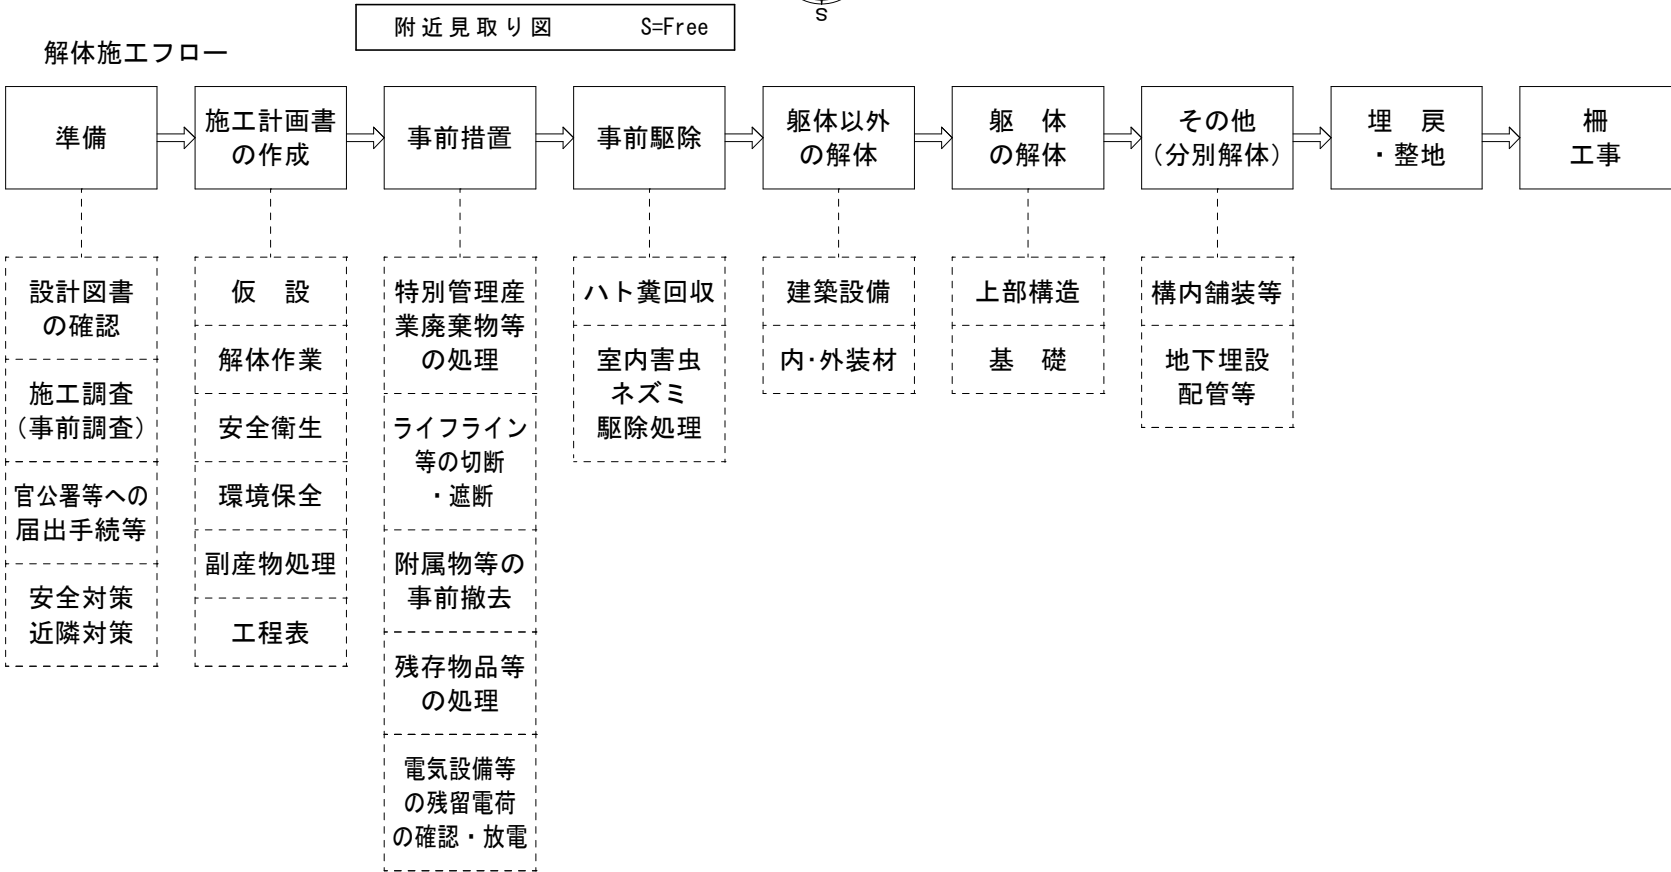 S
附近見取り図 S=Free
解体施工フロー
準備
施工計画書
の作成
事前措置
事前駆除
躯体以外
の解体
躯 体
の解体
その他
(分別解体)
埋 戻
・整地
柵
工事
設計図書
の確認
施工調査
(事前調査)
官公署等への
届出手続等
安全対策
近隣対策
仮 設
解体作業
安全衛生
環境保全
副産物処理
工程表
特別管理産
業廃棄物等
の処理
ライフライン
等の切断
・遮断
附属物等の
事前撤去
残存物品等
の処理
電気設備等
の残留電荷
の確認・放電
ハト糞回収
室内害虫
ネズミ
駆除処理
建築設備
内・外装材
上部構造
基 礎
構内舗装等
地下埋設
配管等